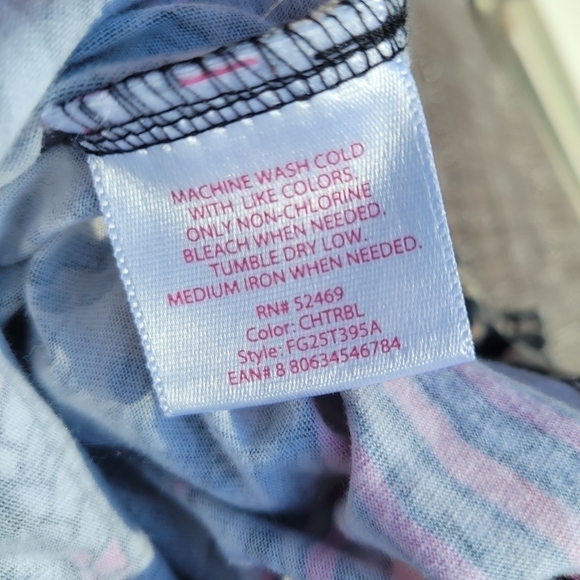 MACHINE WASH COLD
WITH LIKE COLORS.
ONLY NON-CHLORINE
BLEACH WHEN NEEDED.
TUMBLE DRY LOW.
MEDIUM IRON WHEN NEEDED.
RN# 52469
Color: CHTRBL
Style: FG25T395A
EAN# 8 80634546784